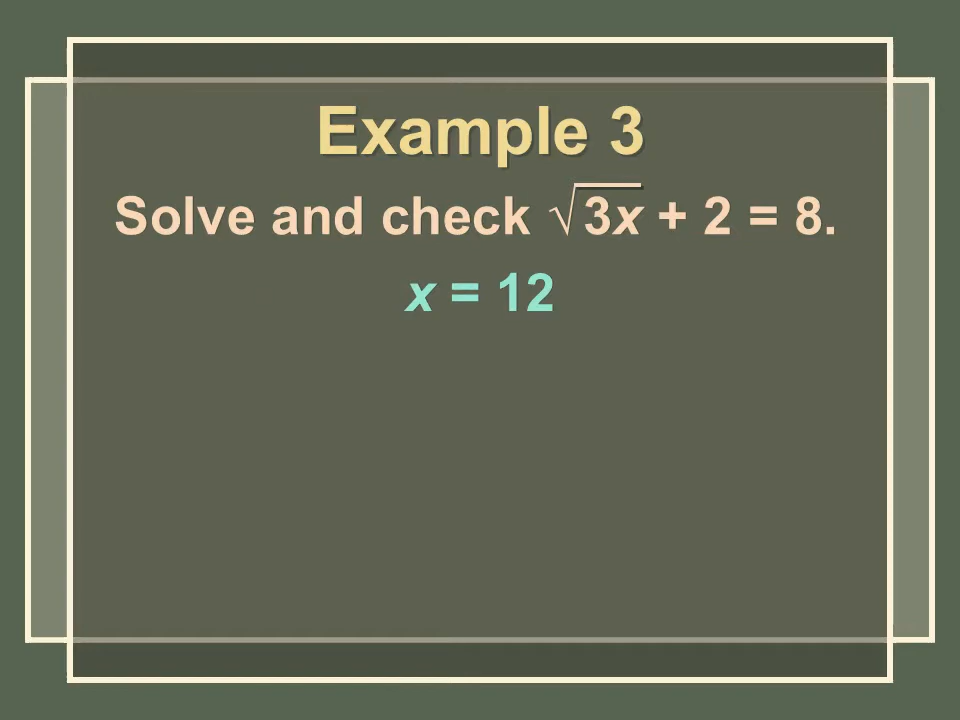 Example 3
Solve and check √3x + 2 = 8.
x = 12